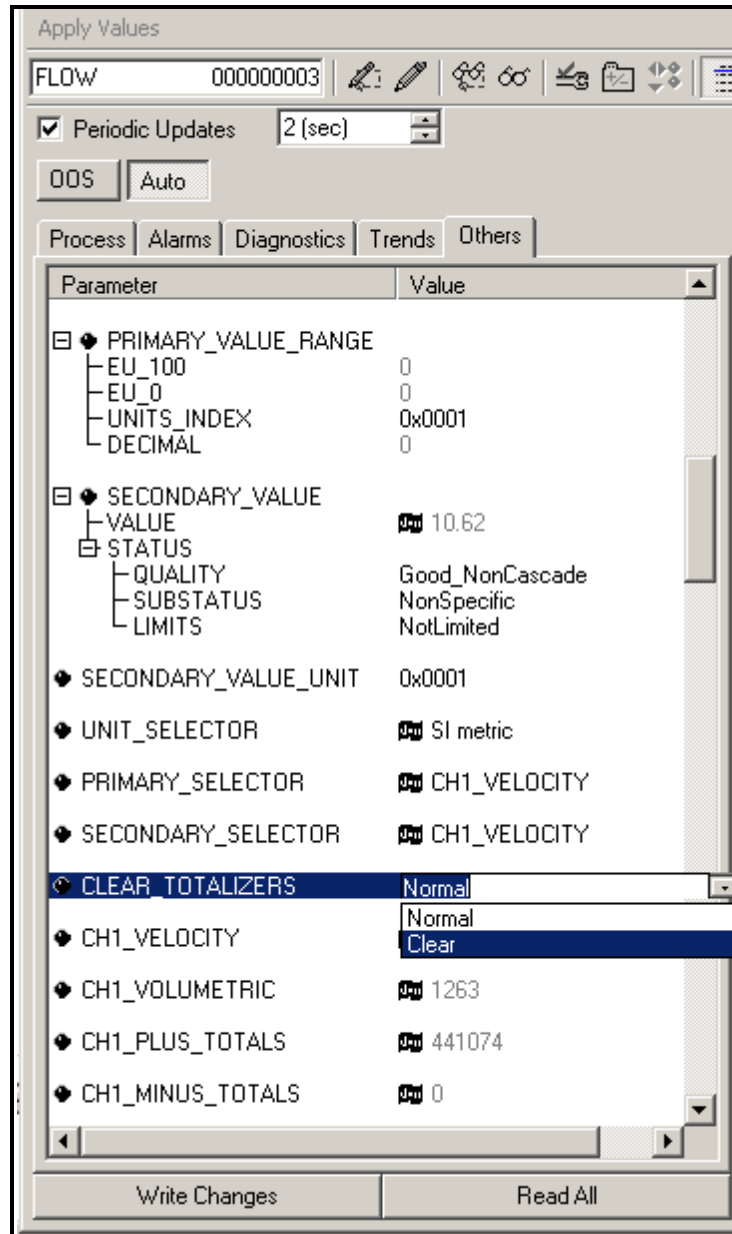 Apply Values
FLOW 000000003
Periodic Updates 2 (sec)
OOS Auto
Process Alarms Diagnostics Trends Others
Parameter Value
PRIMARY_VALUE_RANGE
EU_100 0
EU_0 0
UNITS_INDEX 0x0001
DECIMAL 0
SECONDARY_VALUE
VALUE 10.62
STATUS
QUALITY Good_NonCascade
SUBSTATUS NonSpecific
LIMITS NotLimited
SECONDARY_VALUE_UNIT 0x0001
UNIT_SELECTOR SI metric
PRIMARY_SELECTOR CH1_VELOCITY
SECONDARY_SELECTOR CH1_VELOCITY
CLEAR_TOTALIZERS Normal
Normal
CH1_VELOCITY Clear
CH1_VOLUMETRIC 1263
CH1_PLUS_TOTALS 441074
CH1_MINUS_TOTALS 0
Write Changes Read All